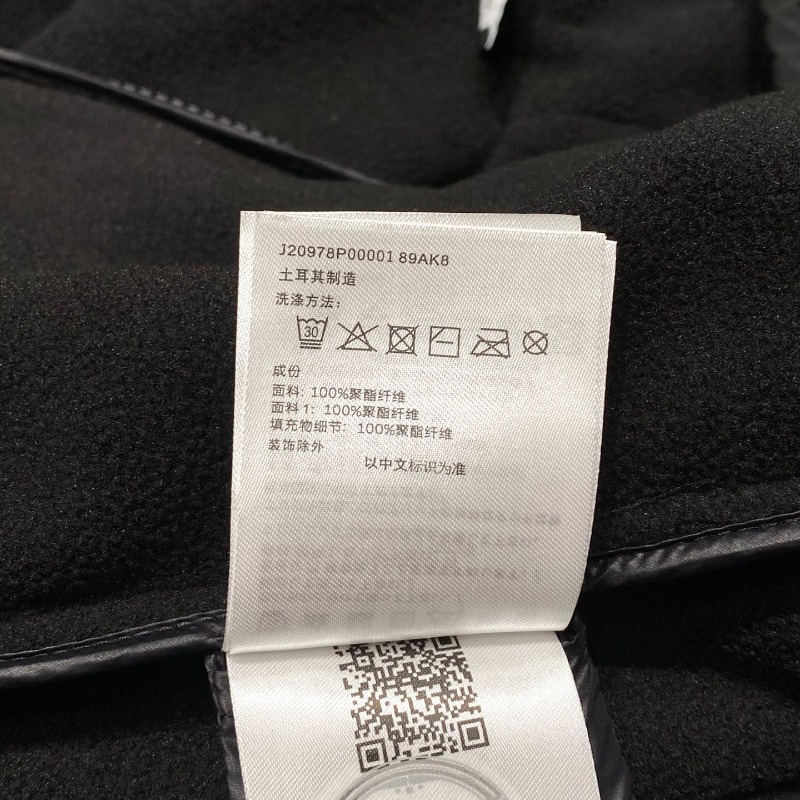 J20978P00001 89AK8
土耳其制造
洗涤方法：
30
成份
面料: 100%聚酯纤维
面料 1: 100%聚酯纤维
填充物细节: 100%聚酯纤维
装饰除外
以中文标识为准